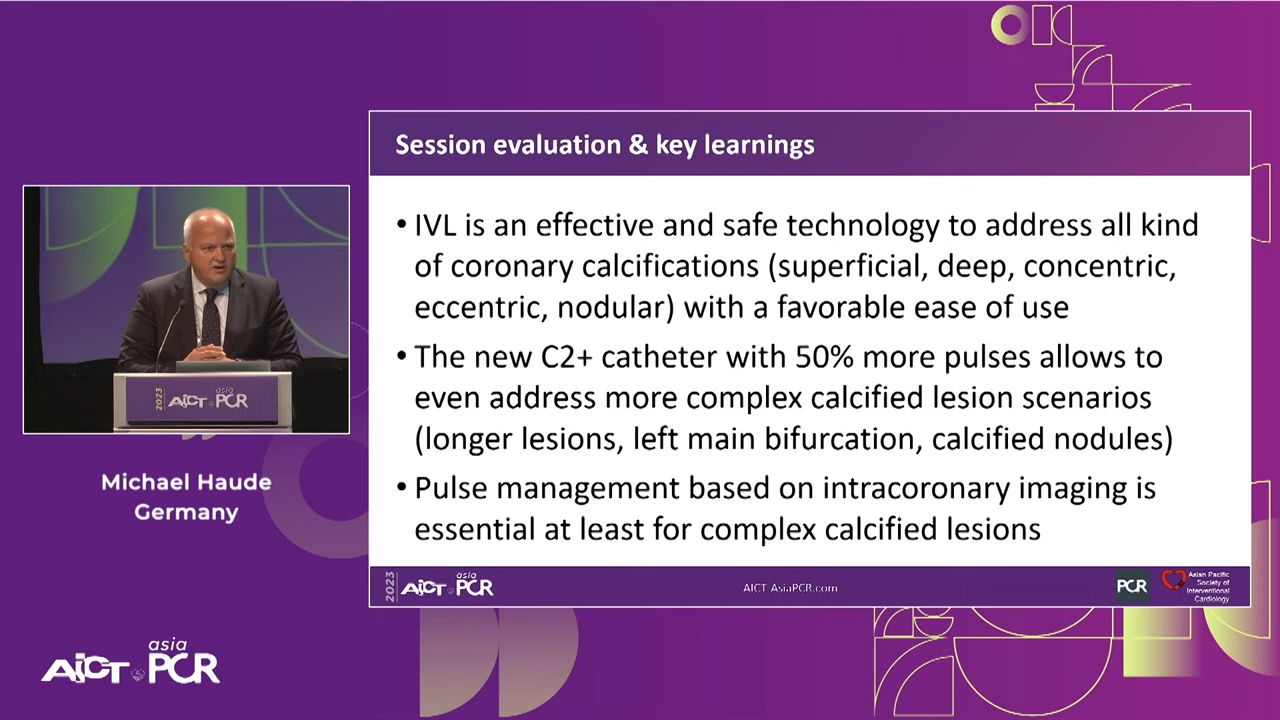 Session evaluation & key learnings
• IVL is an effective and safe technology to address all kind
of coronary calcifications (superficial, deep, concentric,
eccentric, nodular) with a favorable ease of use
• The new C2+ catheter with 50% more pulses allows to
even address more complex calcified lesion scenarios
(longer lesions, left main bifurcation, calcified nodules)
• Pulse management based on intracoronary imaging is
essential at least for complex calcified lesions
2023 AICT asia PCR
AICT-AsiaPCR.com
PCR
Asian Pacific
Society of
Interventional
Cardiology
2023 AICT asia PCR
Michael Haude
Germany
AICT asia PCR